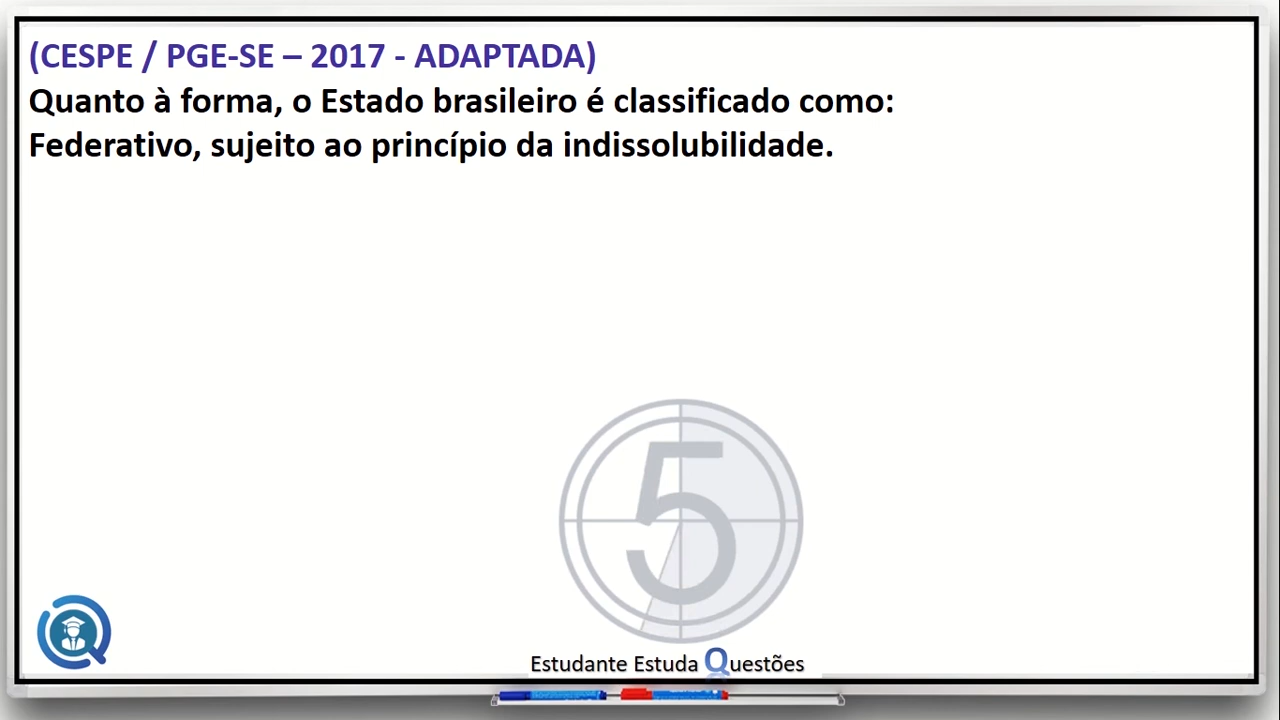 (CESPE / PGE-SE – 2017 - ADAPTADA)
Quanto à forma, o Estado brasileiro é classificado como:
Federativo, sujeito ao princípio da indissolubilidade.
5
Estudante Estuda Questões